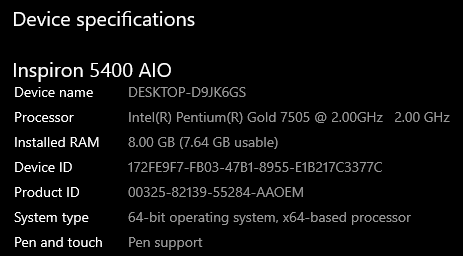 Device specifications
Inspiron 5400 AIO
Device name DESKTOP-D9JK6GS
Processor Intel(R) Pentium(R) Gold 7505 @ 2.00GHz 2.00 GHz
Installed RAM 8.00 GB (7.64 GB usable)
Device ID 172FE9F7-FB03-47B1-8955-E1B217C3377C
Product ID 00325-82139-55284-AAOEM
System type 64-bit operating system, x64-based processor
Pen and touch Pen support